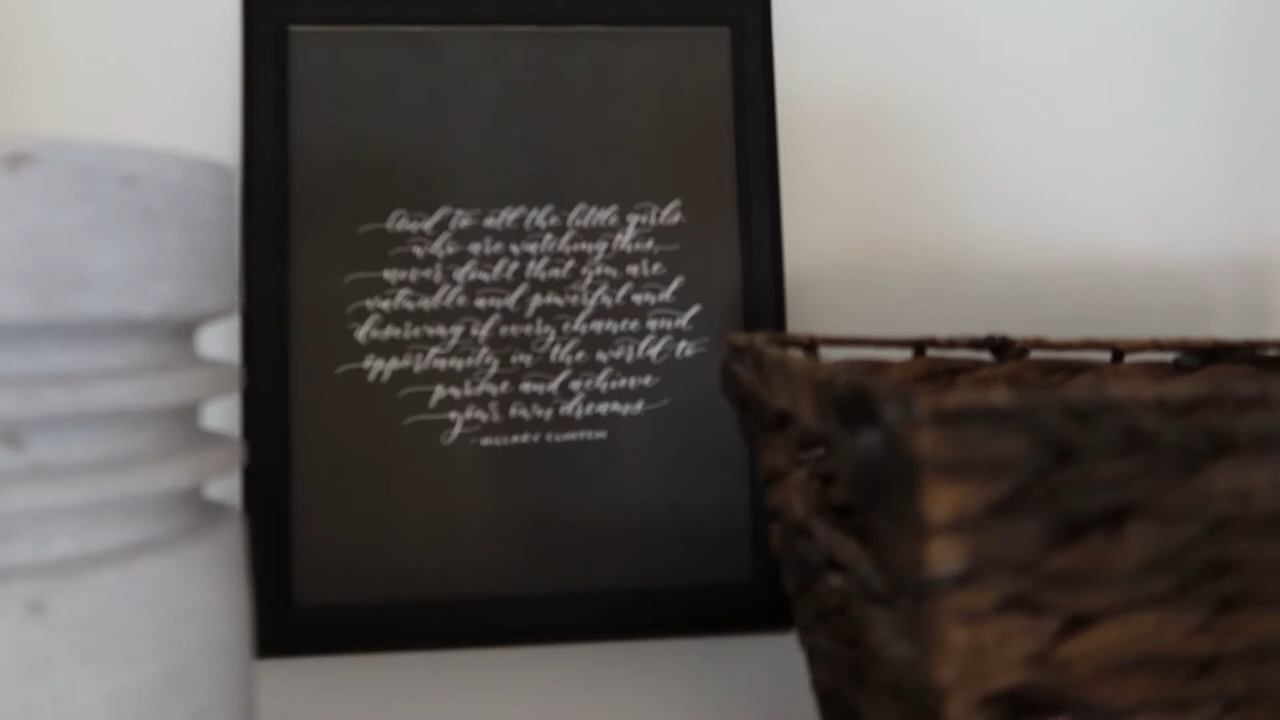 And to all the little girls
who are watching this,
never doubt that you are
valuable and powerful and
deserving of every chance and
opportunity in the world to
pursue and achieve
your own dreams.
-HILLARY CLINTON